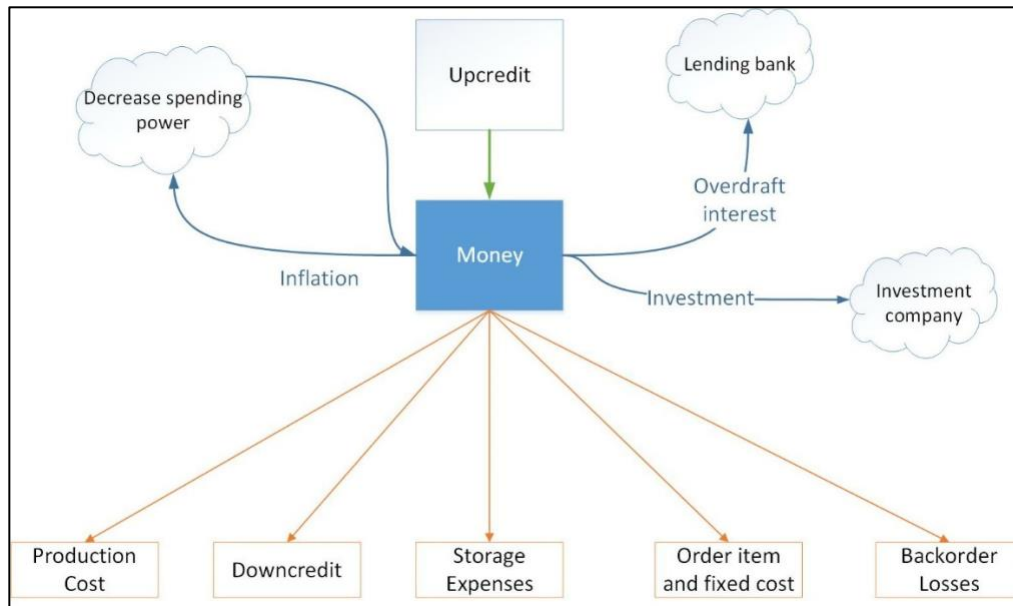 Upcredit
Lending bank
Decrease spending
power
Overdraft
interest
Money
Inflation
Investment
Investment
company
Production
Cost
Downcredit
Storage
Expenses
Order item
and fixed cost
Backorder
Losses